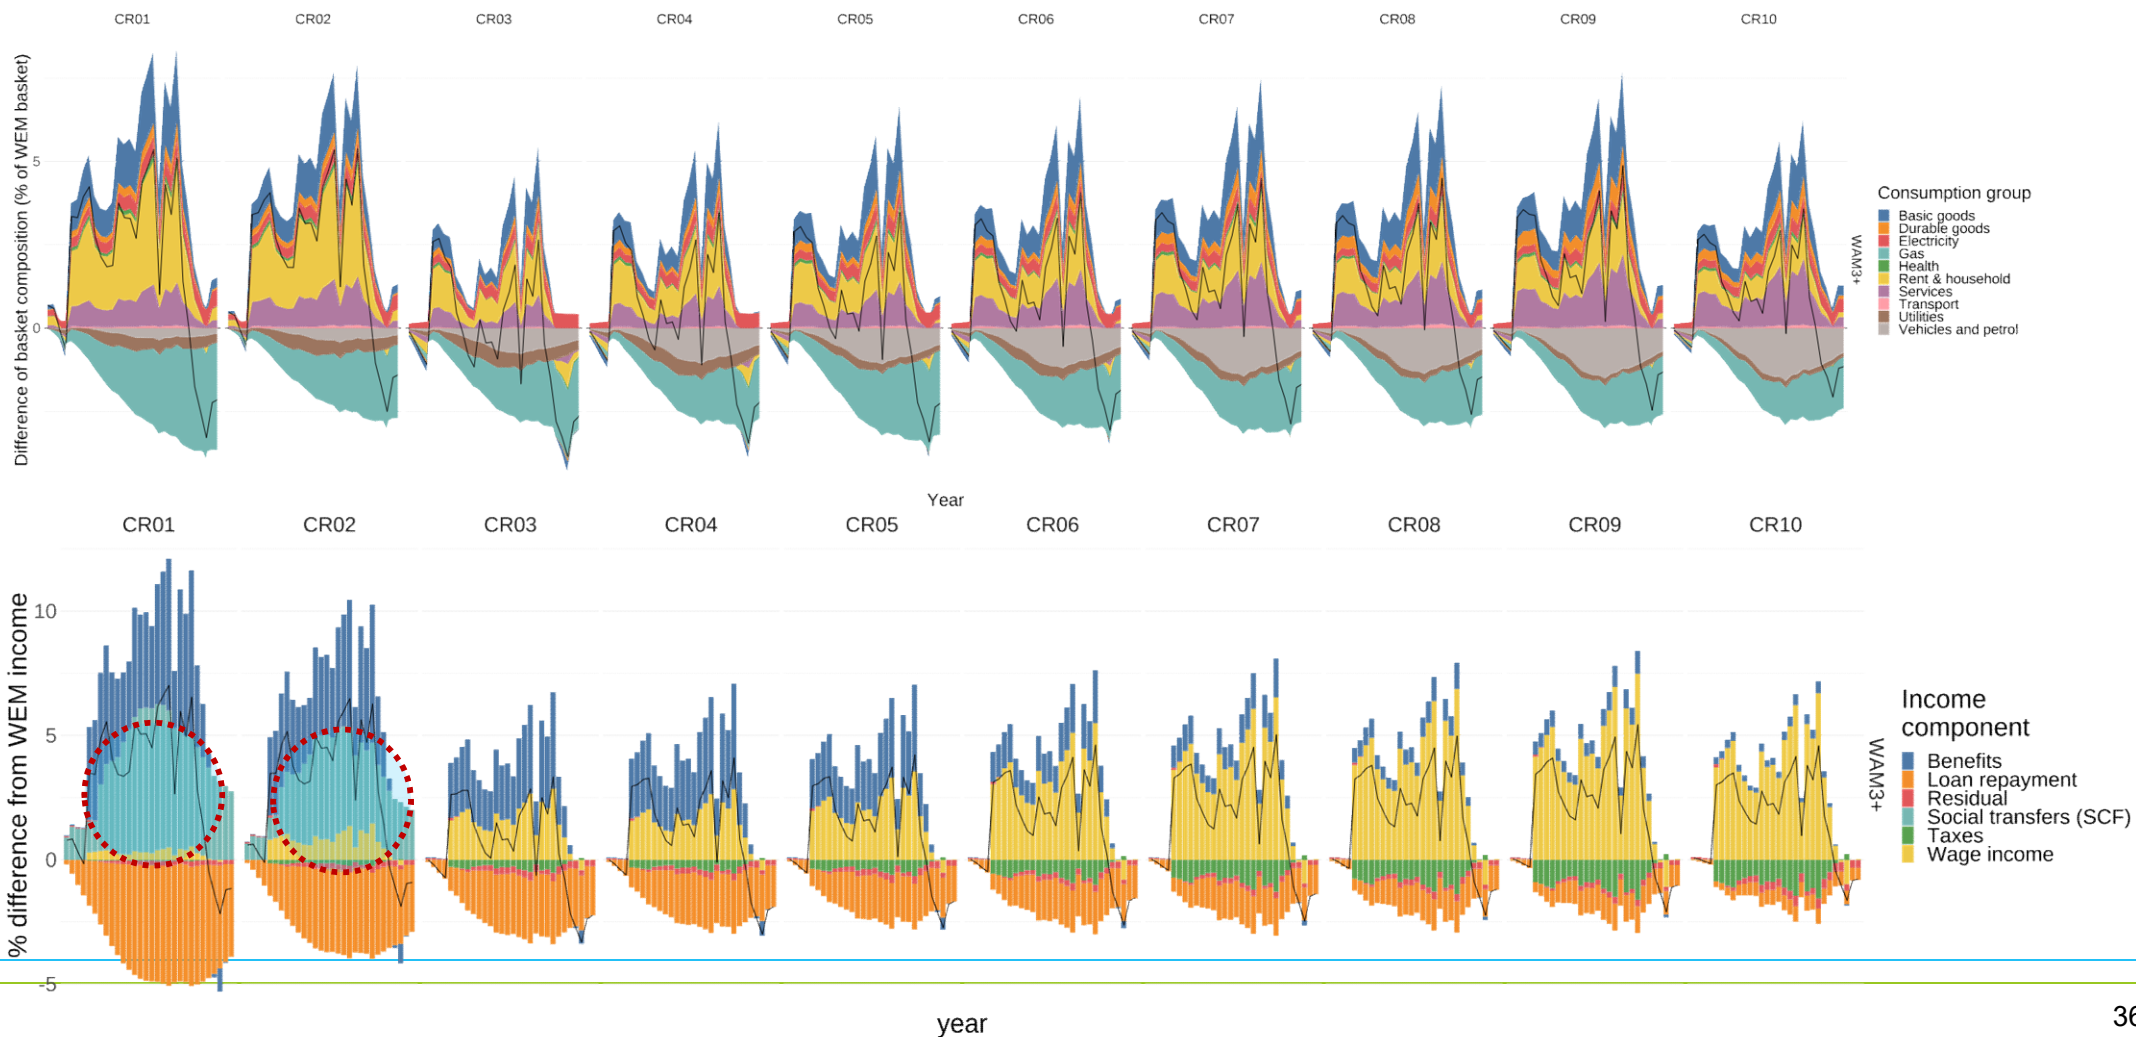 CR01 CR02 CR03 CR04 CR05 CR06 CR07 CR08 CR09 CR10
Difference of basket composition (% of WEM basket)
5
0
Consumption group
Basic goods
Durable goods
Electricity
Gas
Health
Rent & household
Services
Transport
Utilities
Vehicles and petrol
WAM3+
Year
CR01 CR02 CR03 CR04 CR05 CR06 CR07 CR08 CR09 CR10
% difference from WEM income
10
5
0
-5
Income
component
Benefits
Loan repayment
Residual
Social transfers (SCF)
Taxes
Wage income
WAM3+
year
36